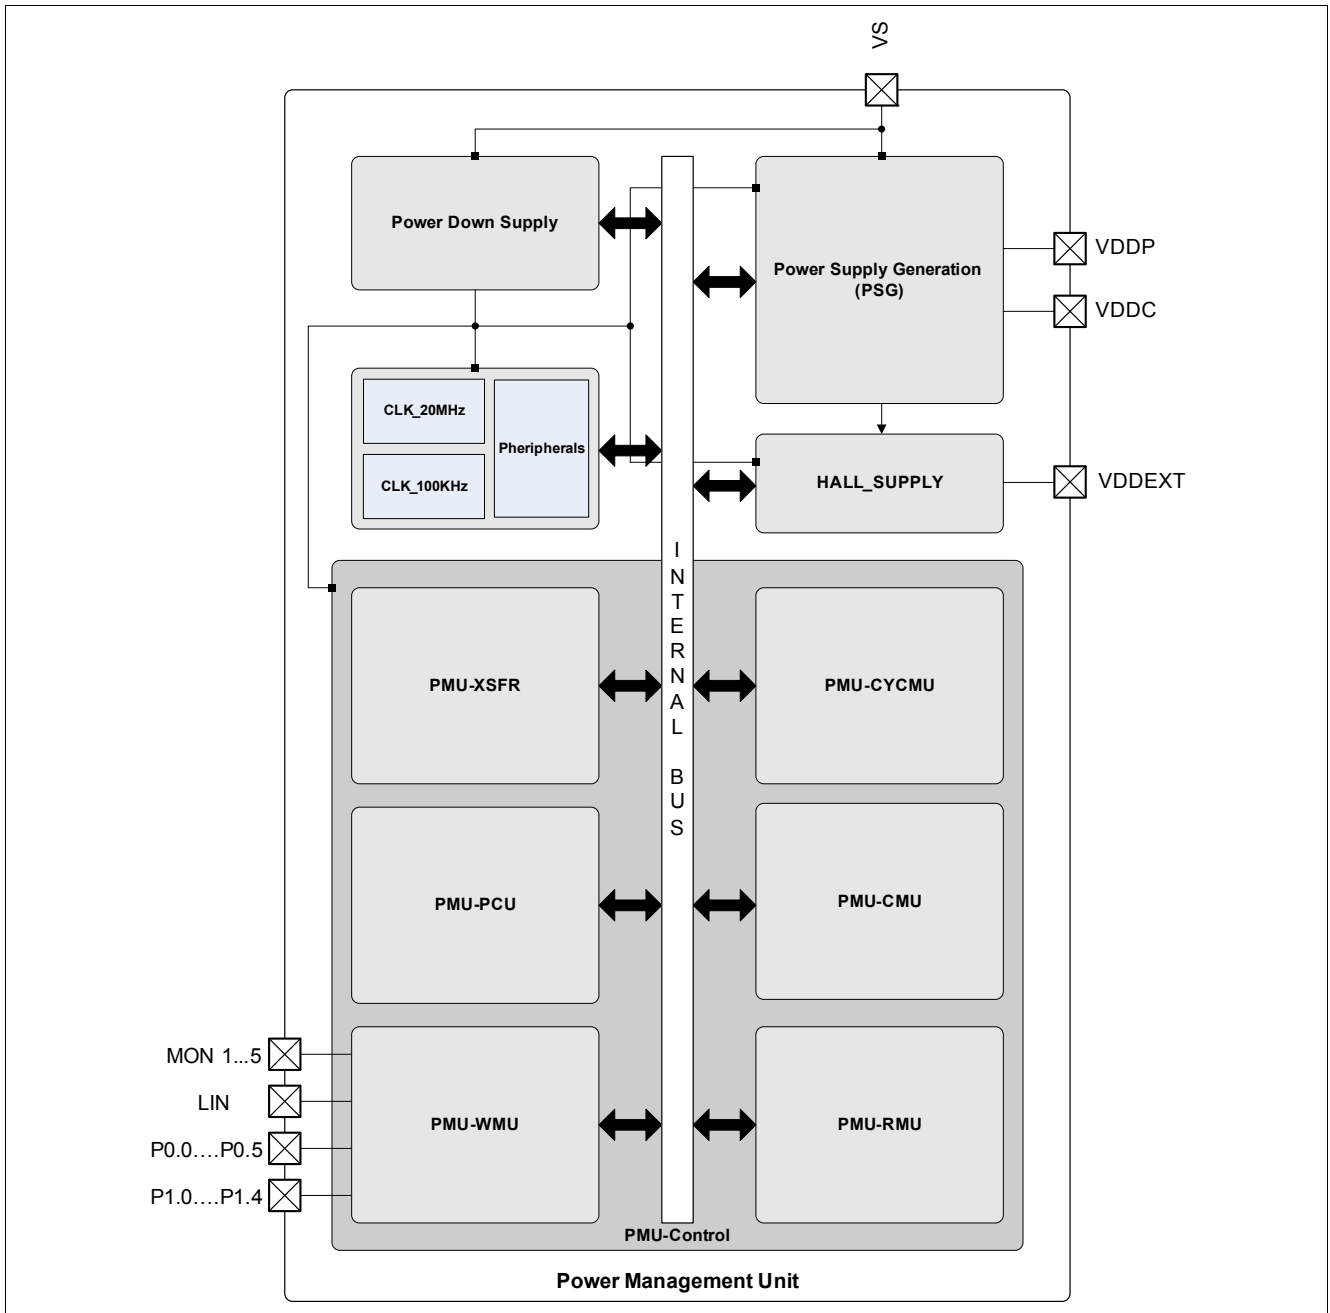 VS
Power Down Supply
Power Supply Generation
(PSG)
VDDP
VDDC
CLK_20MHz
CLK_100KHz
Pheripherals
HALL_SUPPLY
VDDEXT
INTERNAL BUS
PMU-XSFR
PMU-CYCMU
PMU-PCU
PMU-CMU
MON 1...5
LIN
P0.0....P0.5
P1.0....P1.4
PMU-WMU
PMU-RMU
PMU-Control
Power Management Unit